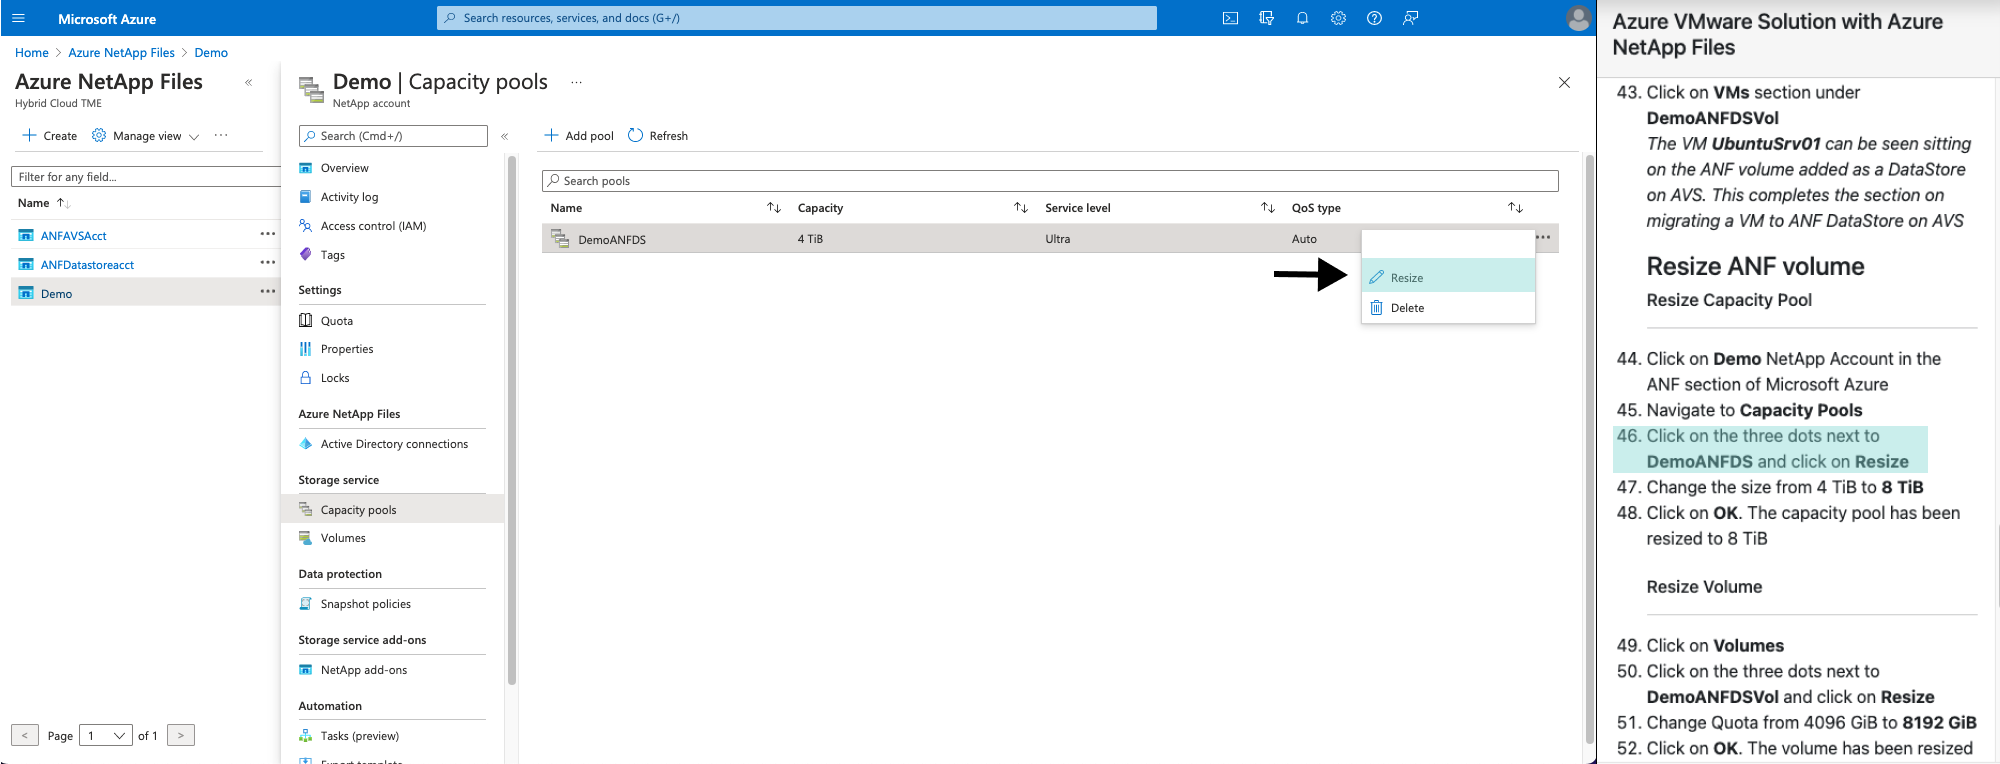 Microsoft Azure
Search resources, services, and docs (G+/)
Home > Azure NetApp Files > Demo
Azure NetApp Files
Hybrid Cloud TME
Create
Manage view
Filter for any field...
Name
ANFAVSAcct
ANFDatastoreacct
Demo
< Page 1 of 1 >
Demo | Capacity pools
NetApp account
Search (Cmd+/)
Overview
Activity log
Access control (IAM)
Tags
Settings
Quota
Properties
Locks
Azure NetApp Files
Active Directory connections
Storage service
Capacity pools
Volumes
Data protection
Snapshot policies
Storage service add-ons
NetApp add-ons
Automation
Tasks (preview)
Export template
Add pool
Refresh
Search pools
Name Capacity Service level QoS type
DemoANFDS 4 TiB Ultra Auto
Resize
Delete
Azure VMware Solution with Azure
NetApp Files
43. Click on VMs section under
DemoANFDSVol
The VM UbuntuSrv01 can be seen sitting
on the ANF volume added as a DataStore
on AVS. This completes the section on
migrating a VM to ANF DataStore on AVS
Resize ANF volume
Resize Capacity Pool
44. Click on Demo NetApp Account in the
ANF section of Microsoft Azure
45. Navigate to Capacity Pools
46. Click on the three dots next to
DemoANFDS and click on Resize
47. Change the size from 4 TiB to 8 TiB
48. Click on OK. The capacity pool has been
resized to 8 TiB
Resize Volume
49. Click on Volumes
50. Click on the three dots next to
DemoANFDSVol and click on Resize
51. Change Quota from 4096 GiB to 8192 GiB
52. Click on OK. The volume has been resized